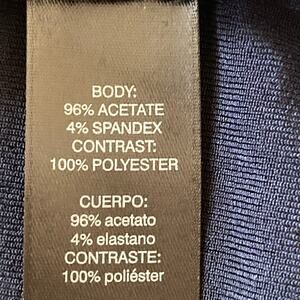 BODY:
96% ACETATE
4% SPANDEX
CONTRAST:
100% POLYESTER
CUERPO:
96% acetato
4% elastano
CONTRASTE:
100% poliéster